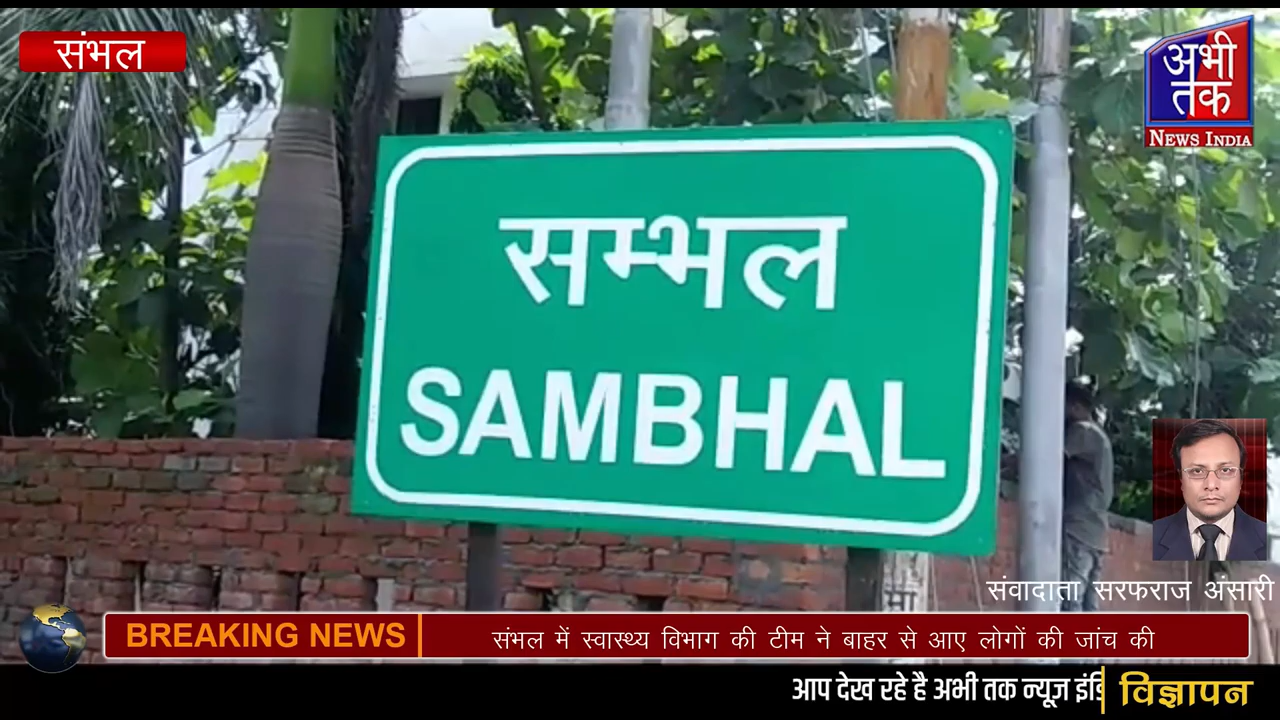 संभल
अभी
तक
NEWS INDIA
सम्भल
SAMBHAL
संवाददाता सरफराज अंसारी
BREAKING NEWS
संभल में स्वास्थ्य विभाग की टीम ने बाहर से आए लोगों की जांच की
आप देख रहे है अभी तक न्यूज़ इंडि
विज्ञापन